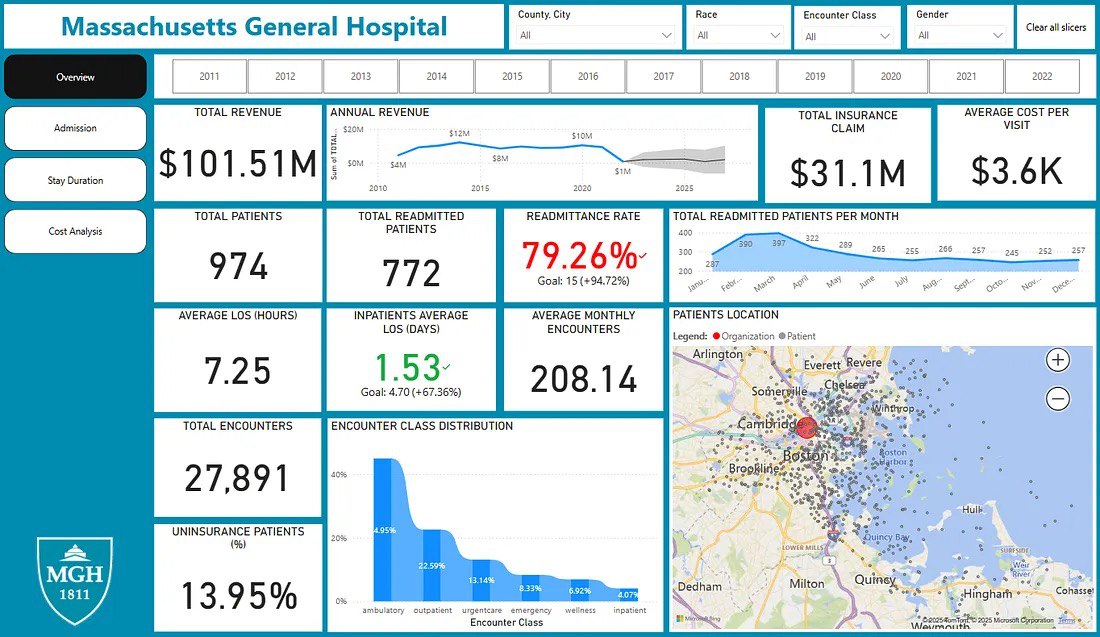 Massachusetts General Hospital
County, City
All
Race
All
Encounter Class
All
Gender
All
Clear all slicers
Overview
Admission
Stay Duration
Cost Analysis
2011
2012
2013
2014
2015
2016
2017
2018
2019
2020
2021
2022
TOTAL REVENUE
$101.51M
ANNUAL REVENUE
Sum of TOTAL...
$20M
$0M
$4M
$12M
$8M
$10M
$1M
2010
2015
2020
2025
TOTAL INSURANCE
CLAIM
$31.1M
AVERAGE COST PER
VISIT
$3.6K
TOTAL PATIENTS
974
TOTAL READMITTED
PATIENTS
772
READMITTANCE RATE
79.26%
Goal: 15 (+94.72%)
TOTAL READMITTED PATIENTS PER MONTH
400
300
200
287
390
397
322
289
265
255
266
257
245
252
257
Janu...
Febr...
March
April
May
June
July
Aug...
Sept...
Octo...
Nov...
Dece...
AVERAGE LOS (HOURS)
7.25
INPATIENTS AVERAGE
LOS (DAYS)
1.53
Goal: 4.70 (+67.36%)
AVERAGE MONTHLY
ENCOUNTERS
208.14
PATIENTS LOCATION
Legend:
Organization
Patient
Arlington
Everett
Revere
Chelsea
Somerville
Winthrop
Cambridge
Boston
Boston
Harbor
Brookline
Hull
Quincy Bay
LOWER MILLS
SURFSIDE
Weir
River
3
Dedham
Milton
Quincy
Hingham
Cohasse
Weymouth
Microsoft Bing
© 2025 TomTom, © 2025 Microsoft Corporation
Terms
TOTAL ENCOUNTERS
27,891
UNINSURANCE PATIENTS
(%)
13.95%
ENCOUNTER CLASS DISTRIBUTION
40%
20%
0%
4.95%
22.59%
13.14%
8.33%
6.92%
4.07%
ambulatory
outpatient
urgentcare
emergency
wellness
inpatient
Encounter Class
MGH
1811